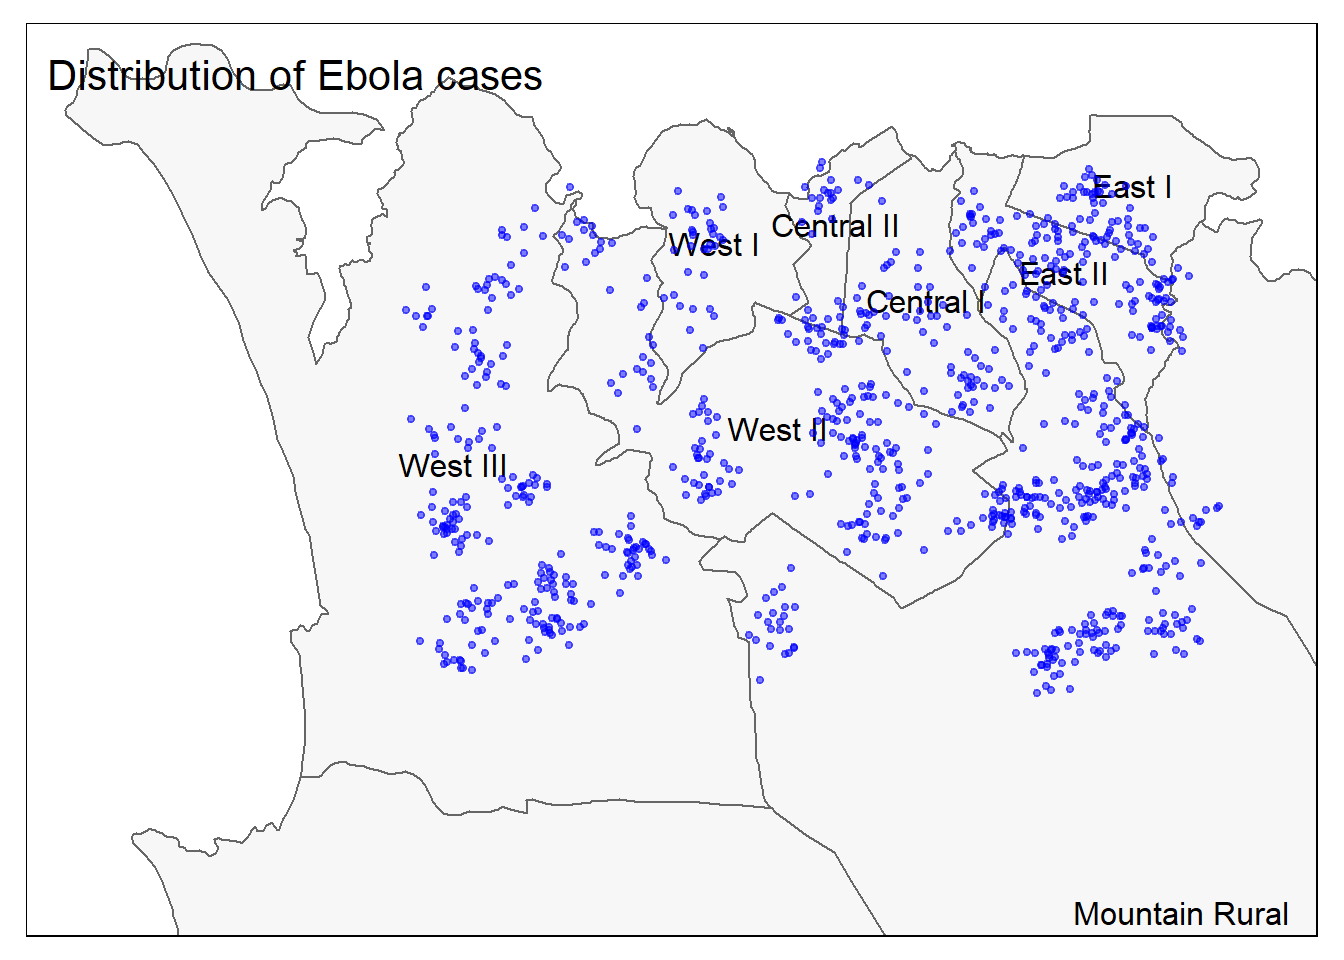 Distribution of Ebola cases
East I
Central II
West I
East II
Central I
West II
West III
Mountain Rural